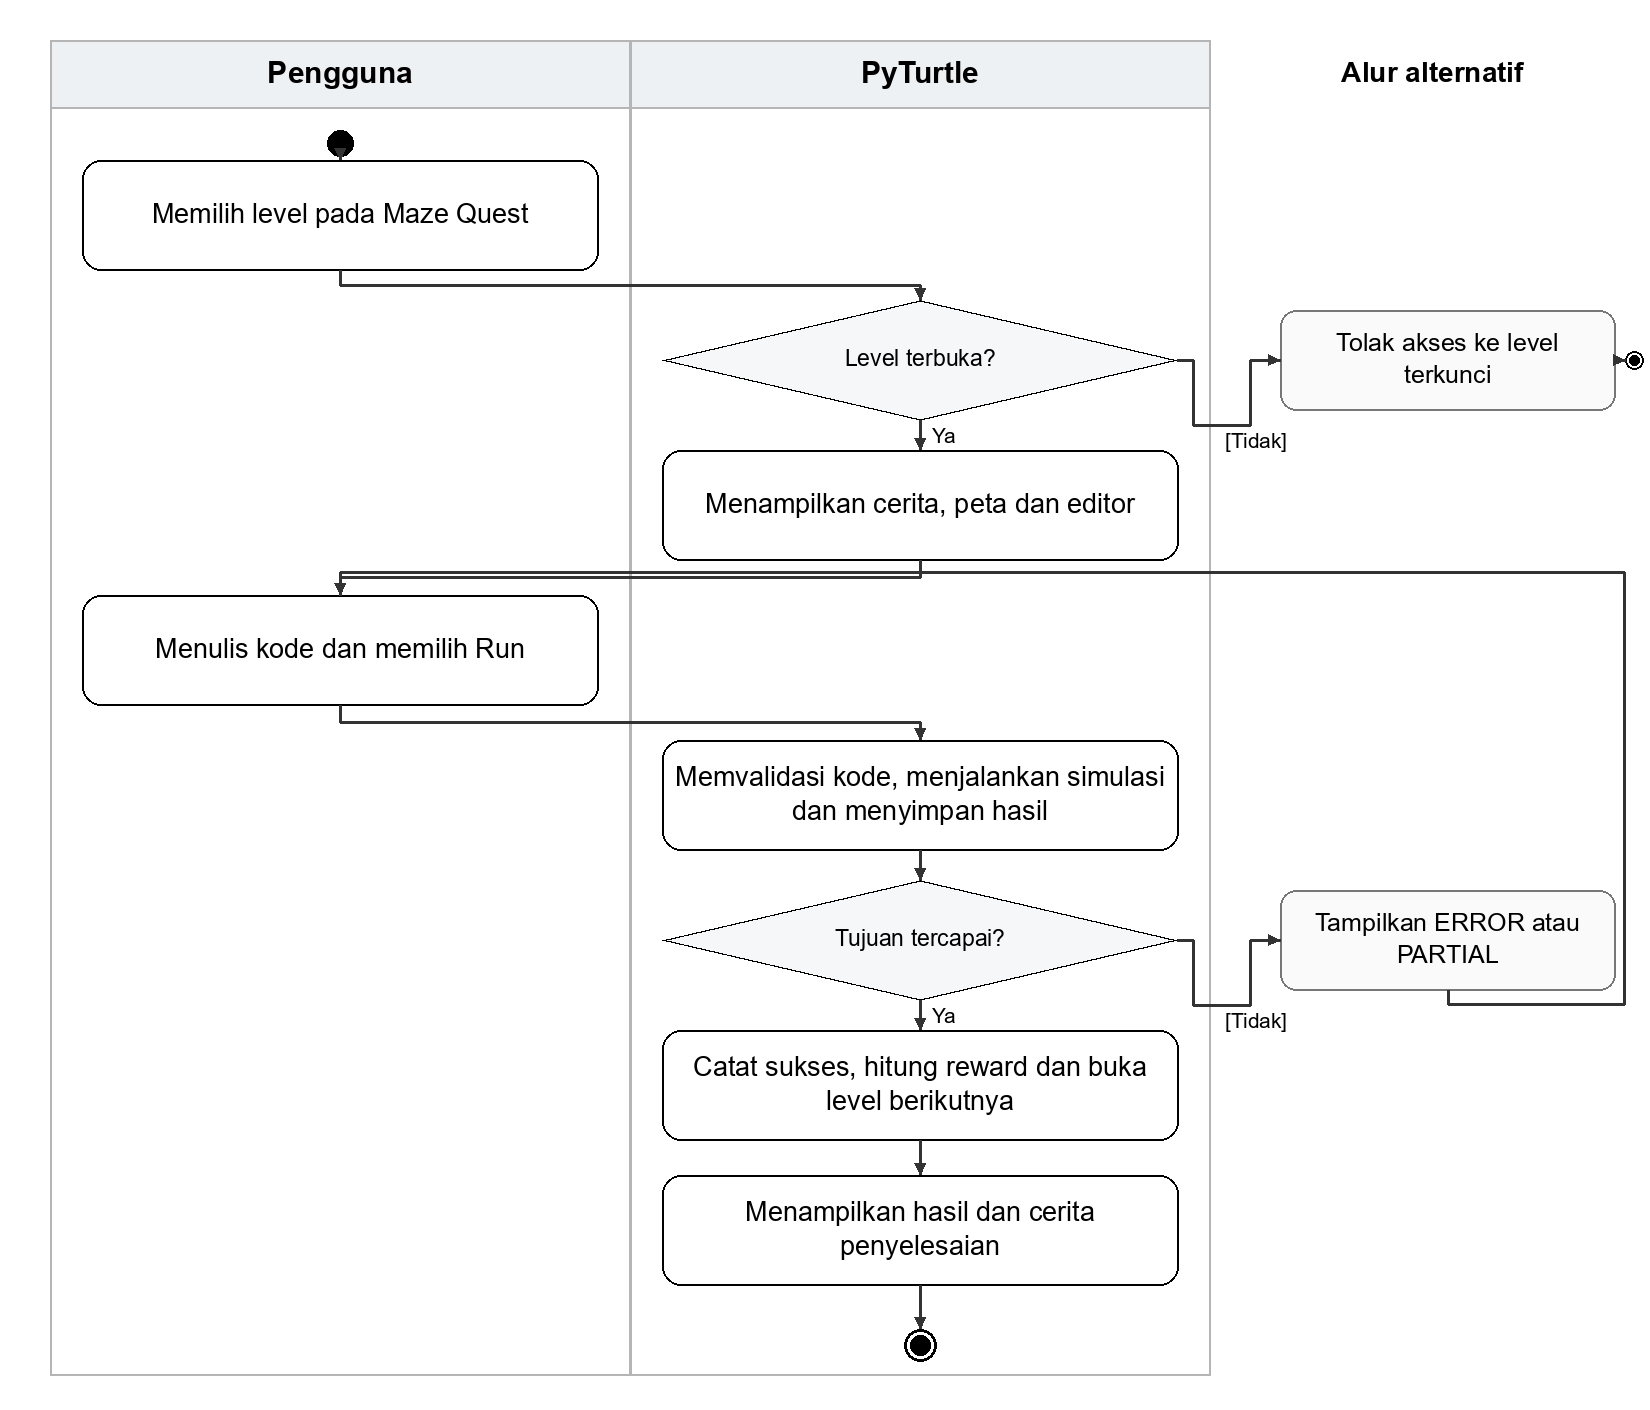 Pengguna
PyTurtle
Alur alternatif
Memilih level pada Maze Quest
Level terbuka?
Tolak akses ke level
terkunci
Ya
[Tidak]
Menampilkan cerita, peta dan editor
Menulis kode dan memilih Run
Memvalidasi kode, menjalankan simulasi
dan menyimpan hasil
Tujuan tercapai?
Tampilkan ERROR atau
PARTIAL
Ya
[Tidak]
Catat sukses, hitung reward dan buka
level berikutnya
Menampilkan hasil dan cerita
penyelesaian